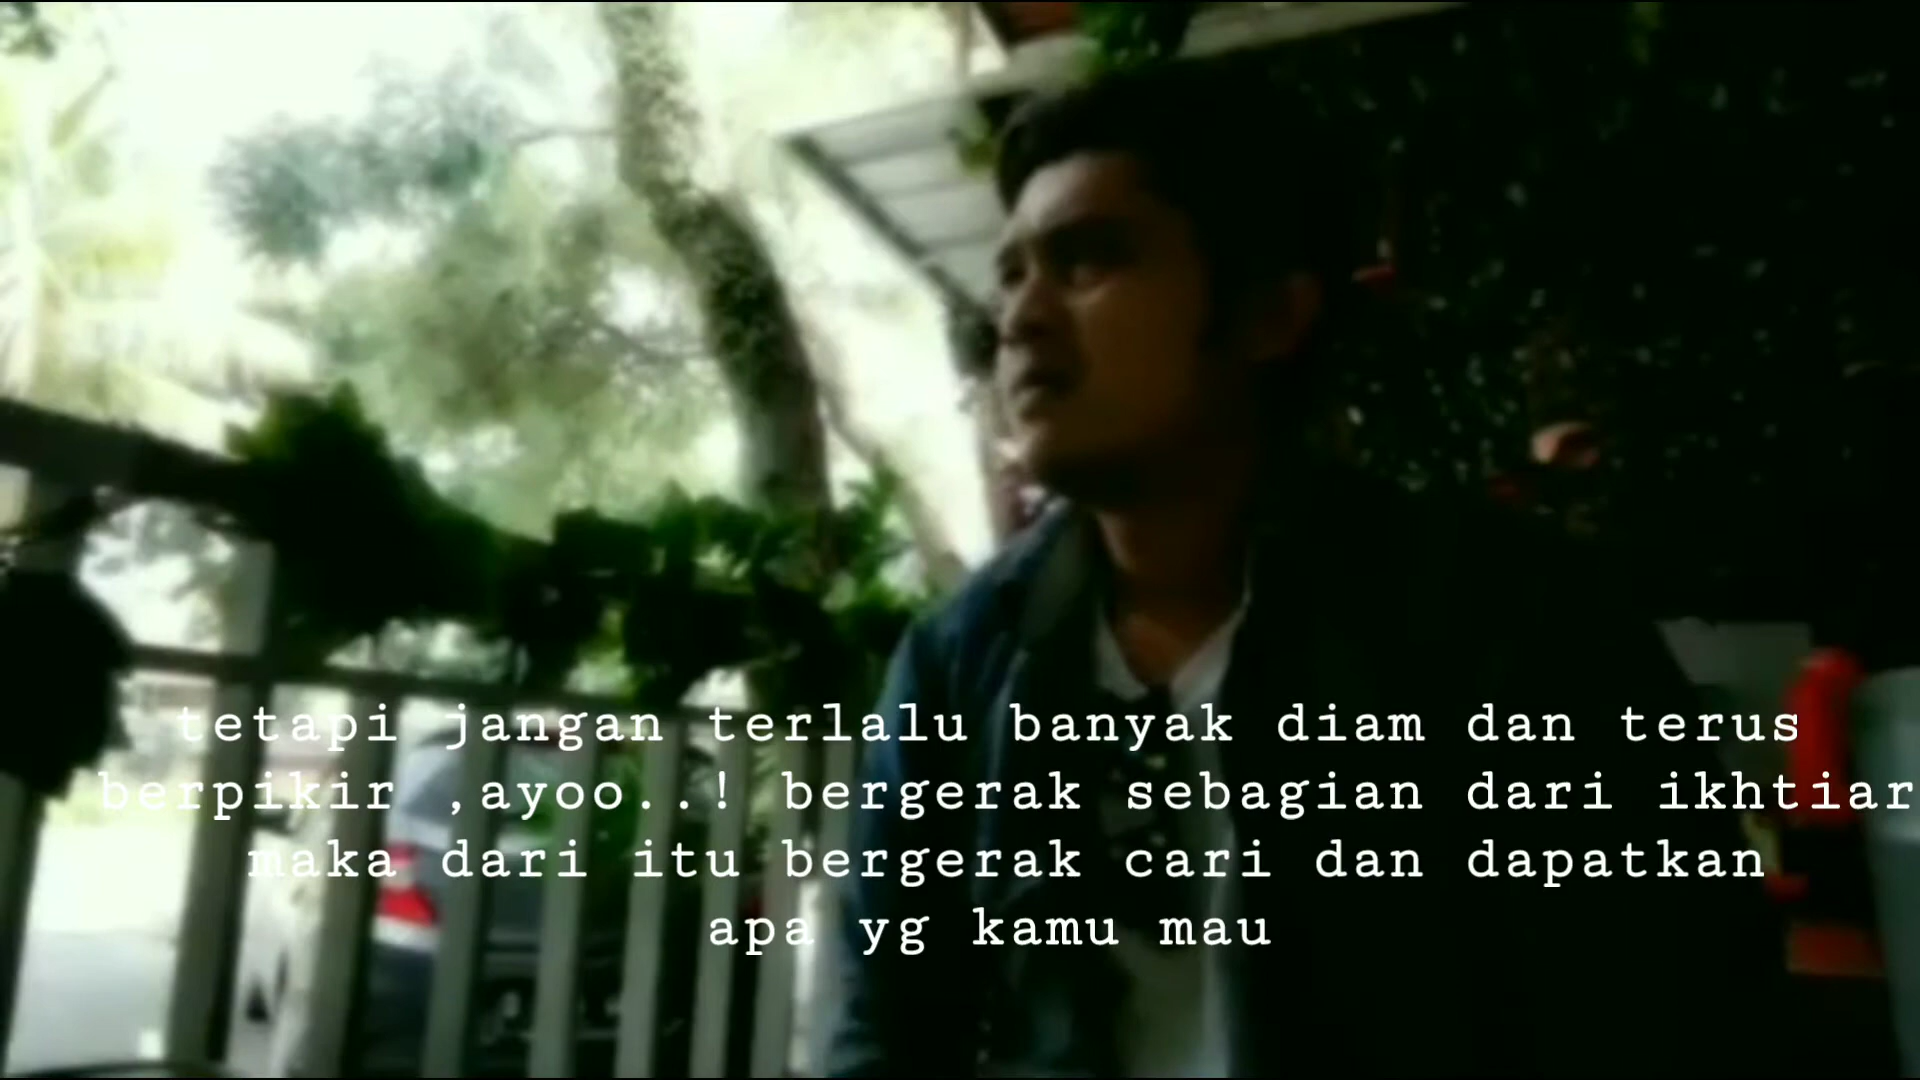 tetapi jangan terlalu banyak diam dan terus
berpikir ,ayoo..! bergerak sebagian dari ikhtiar
maka dari itu bergerak cari dan dapatkan
apa yg kamu mau